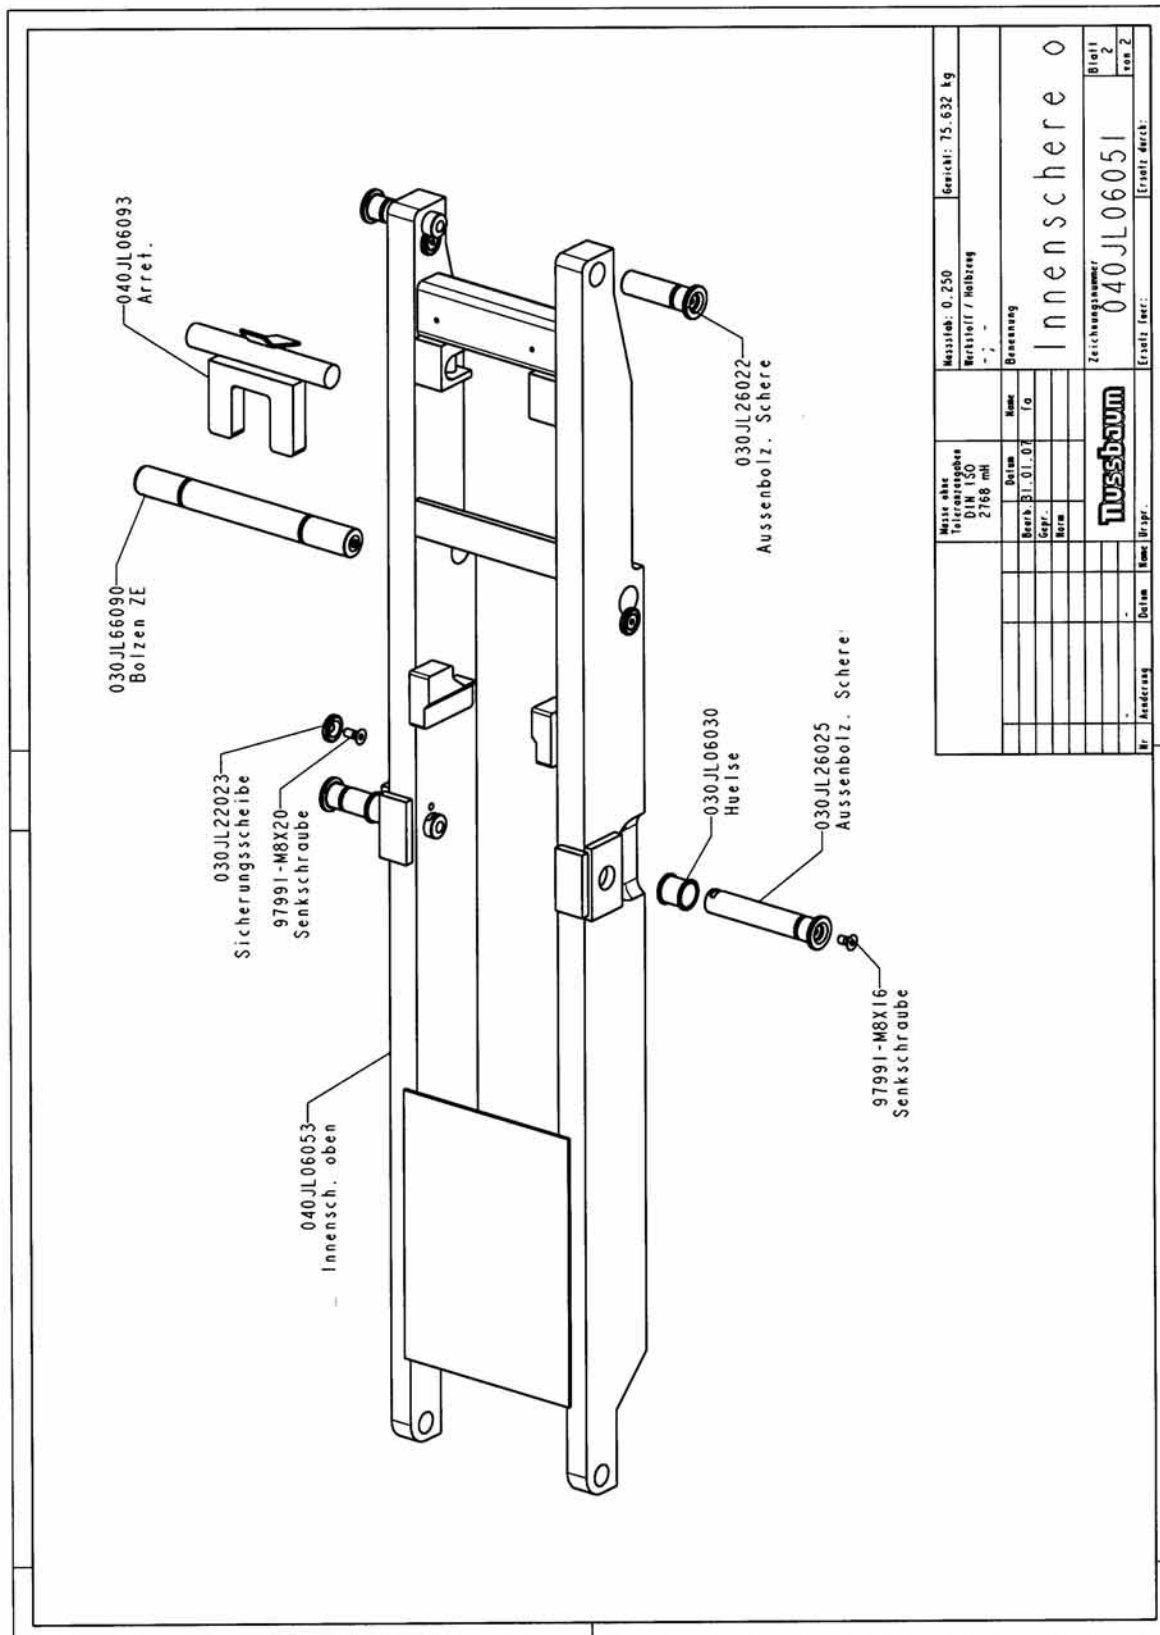 040JL06093
Arret.
030JL66090
Bolzen ZE
030JL22023
Sicherungsscheibe
97991-M8X20
Senkschraube
040JL06053
Innensch. oben
030JL26022
Aussenbolz. Schere
030JL06030
Huelse
030JL26025
Aussenbolz. Schere
97991-M8X16
Senkschraube
Masse ohne
Toleranzangaben
DIN ISO
2768 mH
Massstab: 0.250
Gewicht: 75.632 kg
Werkstoff / Halbzeug
- ; -
Datum Name
Bearb. 31.01.07 fa
Gepr.
Norm
Benennung
Innenschere o
Nussbaum
Zeichnungsnummer
040JL06051
Blatt
2
von 2
- -
Nr Aenderung Datum Name Urspr. Ersatz fuer: Ersatz durch: